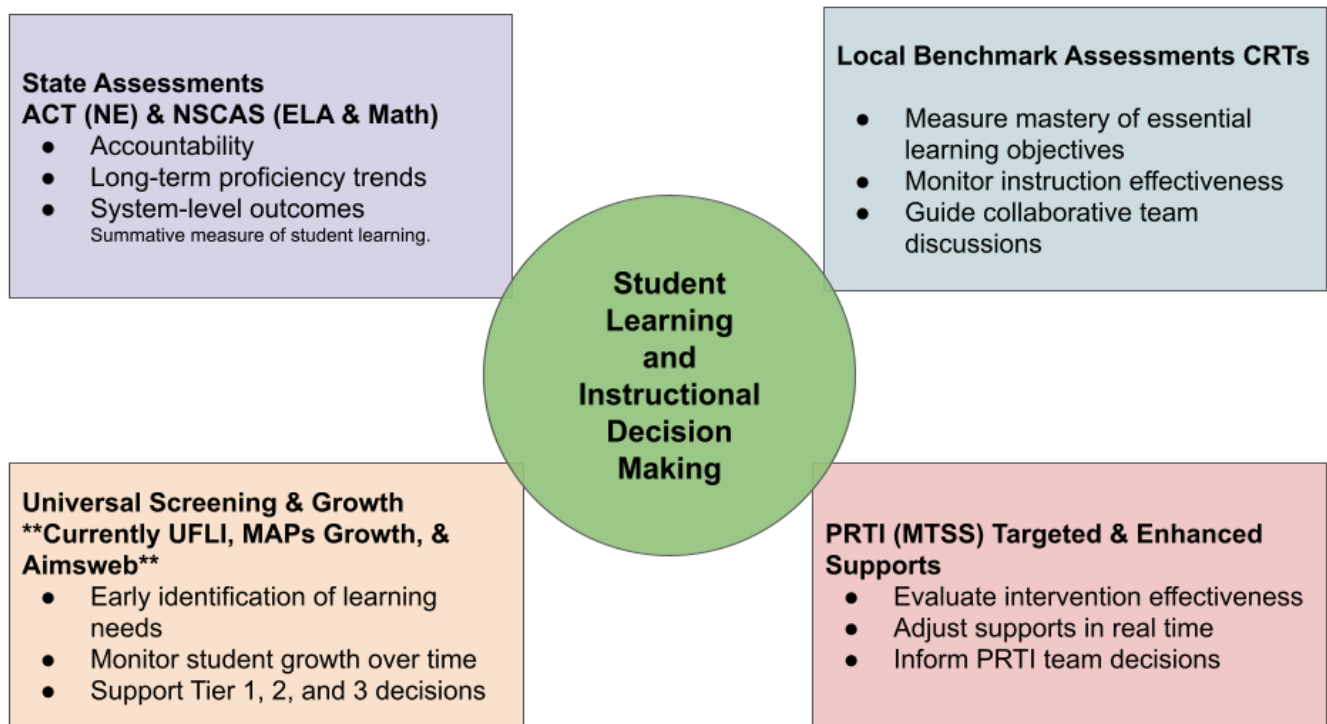 State Assessments
ACT (NE) & NSCAS (ELA & Math)
● Accountability
● Long-term proficiency trends
● System-level outcomes
Summative measure of student learning.
Local Benchmark Assessments CRTs
● Measure mastery of essential
learning objectives
● Monitor instruction effectiveness
● Guide collaborative team
discussions
Student
Learning
and
Instructional
Decision
Making
Universal Screening & Growth
**Currently UFLI, MAPs Growth, &
Aimsweb**
● Early identification of learning
needs
● Monitor student growth over time
● Support Tier 1, 2, and 3 decisions
PRTI (MTSS) Targeted & Enhanced
Supports
● Evaluate intervention effectiveness
● Adjust supports in real time
● Inform PRTI team decisions